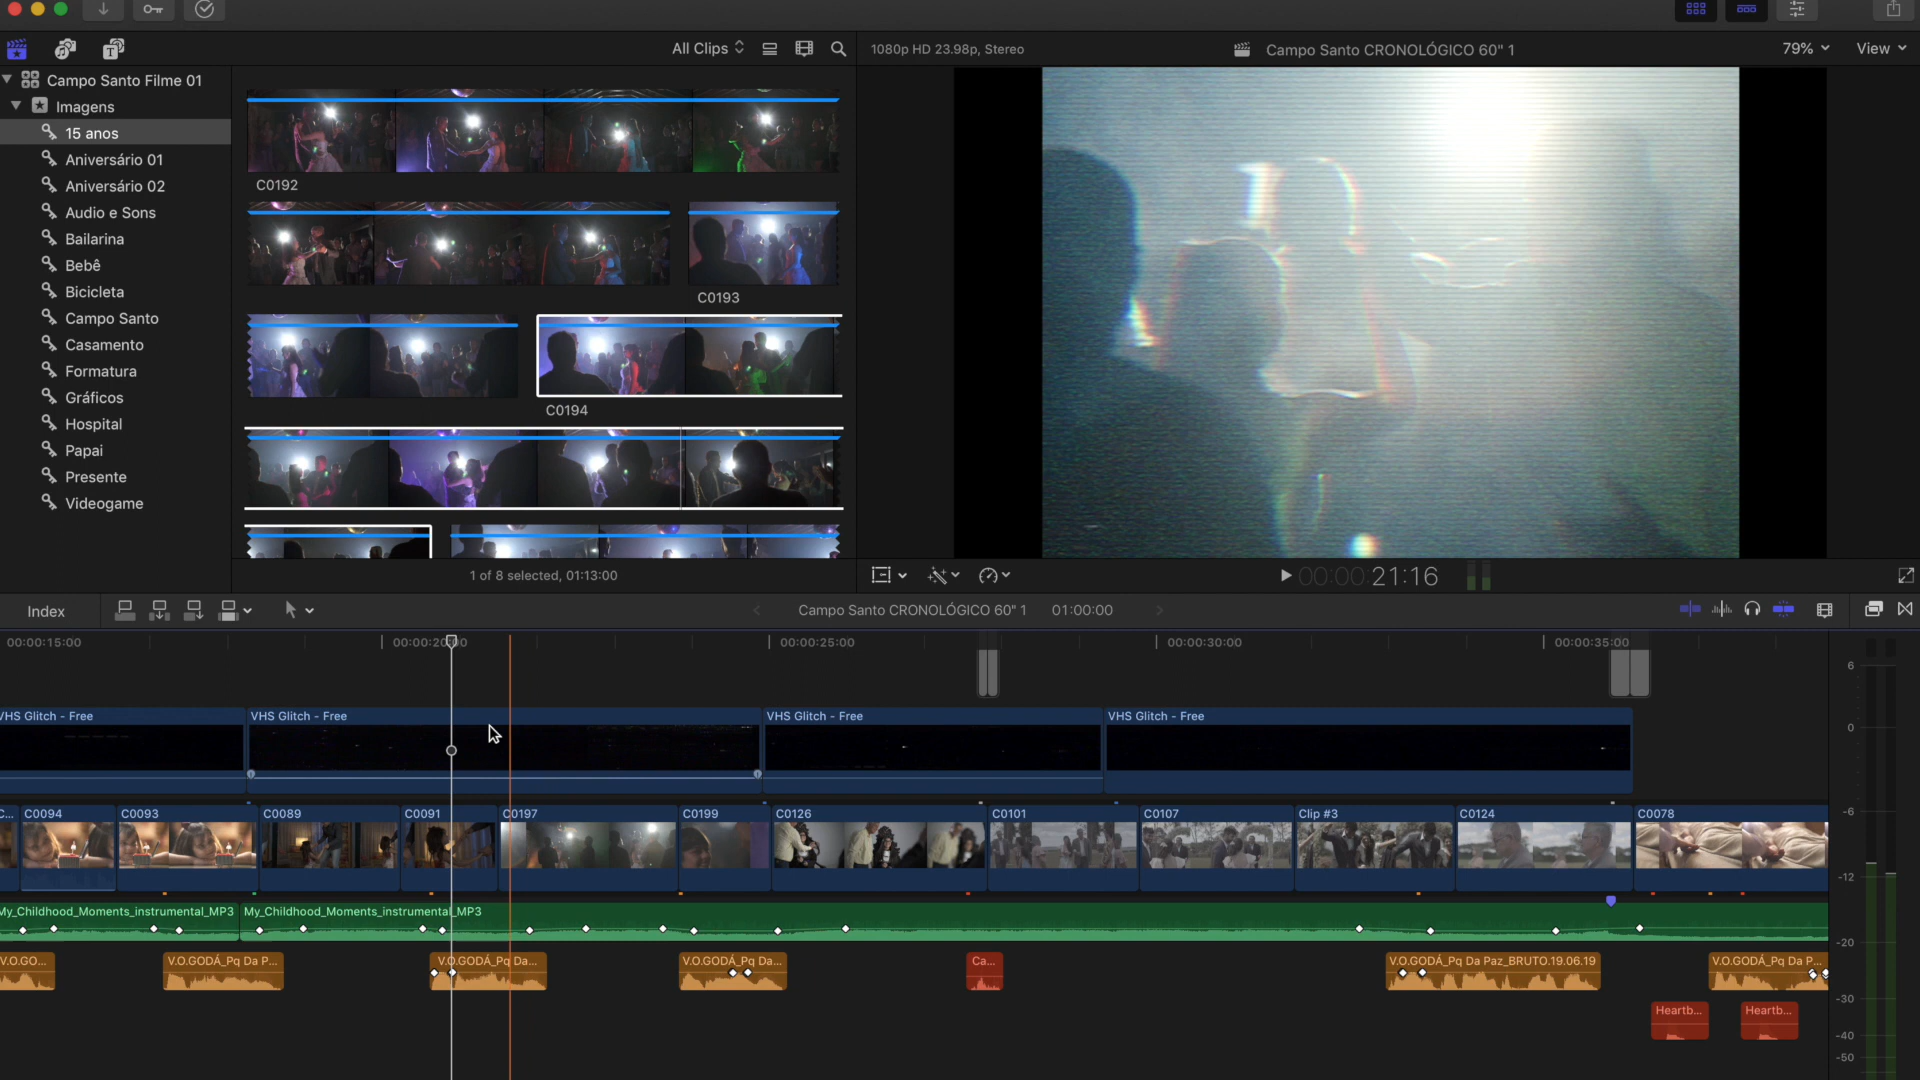 All Clips
1080p HD 23.98p, Stereo
Campo Santo CRONOLÓGICO 60" 1
79%
View
Campo Santo Filme 01
Imagens
15 anos
Aniversário 01
Aniversário 02
Audio e Sons
Bailarina
Bebê
Bicicleta
Campo Santo
Casamento
Formatura
Gráficos
Hospital
Papai
Presente
Videogame
C0192
C0193
C0194
1 of 8 selected, 01:13:00
00:00:21:16
Index
Campo Santo CRONOLÓGICO 60" 1
01:00:00
00:00:15:00
00:00:20:00
00:00:25:00
00:00:30:00
00:00:35:00
VHS Glitch - Free
VHS Glitch - Free
VHS Glitch - Free
VHS Glitch - Free
C...
C0094
C0093
C0089
C0091
C0197
C0199
C0126
C0101
C0107
Clip #3
C0124
C0078
My_Childhood_Moments_instrumental_MP3
My_Childhood_Moments_instrumental_MP3
V.O.GO...
V.O.GODÁ_Pq Da P...
V.O.GODÁ_Pq Da...
V.O.GODÁ_Pq Da...
Ca...
V.O.GODÁ_Pq Da Paz_BRUTO.19.06.19
V.O.GODÁ_Pq Da P...
Heartb...
Heartb...
6
0
-6
-12
-20
-30
-40
-50